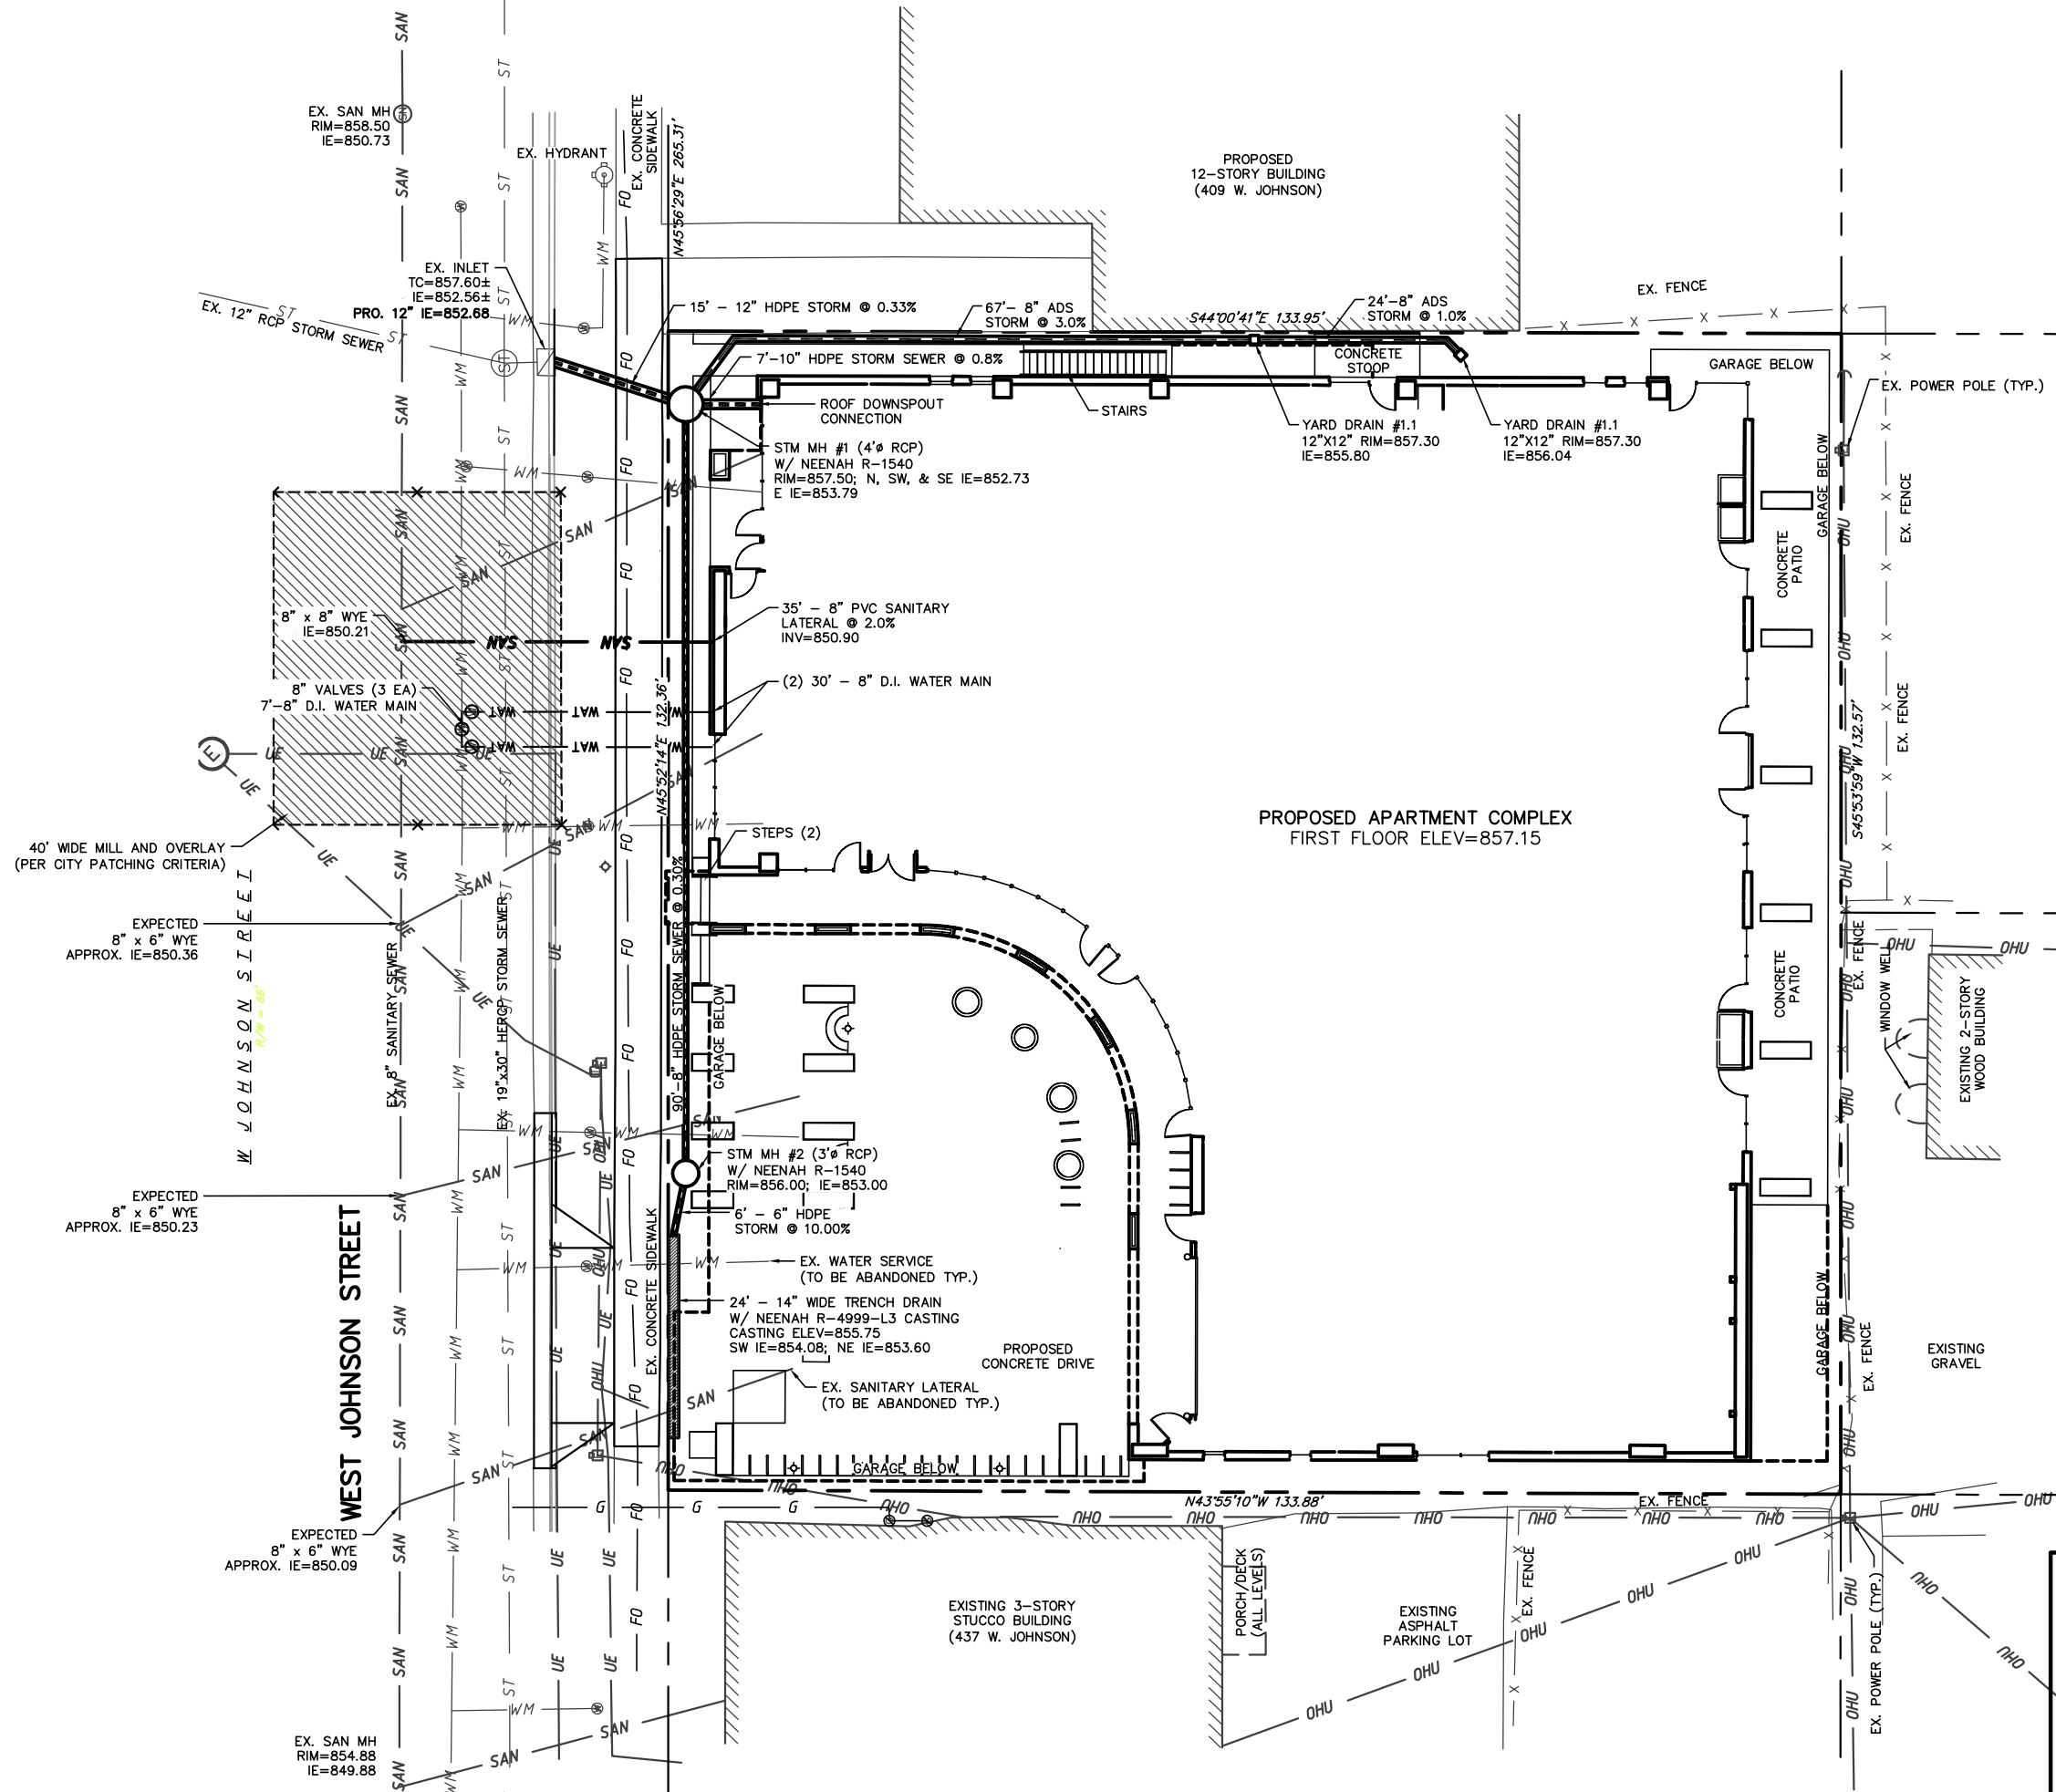 EX. SAN MH
RIM=858.50
IE=850.73
SAN
ST
EX. HYDRANT
EX. CONCRETE
SIDEWALK
N45°56'29"E 265.31'
FO
WM
PROPOSED
12-STORY BUILDING
(409 W. JOHNSON)
EX. INLET
TC=857.60±
IE=852.56±
PRO. 12" IE=852.68
EX. 12" RCP STORM SEWER
15' - 12" HDPE STORM @ 0.33%
67'- 8" ADS
STORM @ 3.0%
S44°00'41"E 133.95'
24'-8" ADS
STORM @ 1.0%
EX. FENCE
7'-10" HDPE STORM SEWER @ 0.8%
CONCRETE
STOOP
GARAGE BELOW
EX. POWER POLE (TYP.)
ROOF DOWNSPOUT
CONNECTION
STAIRS
STM MH #1 (4'ø RCP)
W/ NEENAH R-1540
RIM=857.50; N, SW, & SE IE=852.73
E IE=853.79
YARD DRAIN #1.1
12"X12" RIM=857.30
IE=855.80
YARD DRAIN #1.1
12"X12" RIM=857.30
IE=856.04
GARAGE BELOW
EX. FENCE
OHU
CONCRETE
PATIO
8" x 8" WYE
IE=850.21
SAN
SAN
35' - 8" PVC SANITARY
LATERAL @ 2.0%
INV=850.90
8" VALVES (3 EA)
7'-8" D.I. WATER MAIN
(2) 30' - 8" D.I. WATER MAIN
WAT
WAT
N45°52'14"E 132.36'
E
UE
EX. FENCE
S45°53'59"W 132.57'
40' WIDE MILL AND OVERLAY
(PER CITY PATCHING CRITERIA)
STEPS (2)
PROPOSED APARTMENT COMPLEX
FIRST FLOOR ELEV=857.15
W JOHNSON STREET
R/W = 66'
EXPECTED
8" x 6" WYE
APPROX. IE=850.36
EX. 8" SANITARY SEWER
EX. 19"x30" HERCP STORM SEWER
90'-8" HDPE STORM SEWER @ 0.30%
GARAGE BELOW
CONCRETE
PATIO
EX. FENCE
WINDOW WELL
EXISTING 2-STORY
WOOD BUILDING
STM MH #2 (3'ø RCP)
W/ NEENAH R-1540
RIM=856.00; IE=853.00
EXPECTED
8" x 6" WYE
APPROX. IE=850.23
6' - 6" HDPE
STORM @ 10.00%
WEST JOHNSON STREET
EX. CONCRETE SIDEWALK
EX. WATER SERVICE
(TO BE ABANDONED TYP.)
24' - 14" WIDE TRENCH DRAIN
W/ NEENAH R-4999-L3 CASTING
CASTING ELEV=855.75
SW IE=854.08; NE IE=853.60
PROPOSED
CONCRETE DRIVE
GARAGE BELOW
EX. FENCE
EXISTING
GRAVEL
EX. SANITARY LATERAL
(TO BE ABANDONED TYP.)
GARAGE BELOW
G G G
N43°55'10"W 133.88'
EX. FENCE
EXPECTED
8" x 6" WYE
APPROX. IE=850.09
EXISTING 3-STORY
STUCCO BUILDING
(437 W. JOHNSON)
PORCH/DECK
(ALL LEVELS)
EXISTING
ASPHALT
PARKING LOT
EX. FENCE
EX. POWER POLE (TYP.)
EX. SAN MH
RIM=854.88
IE=849.88